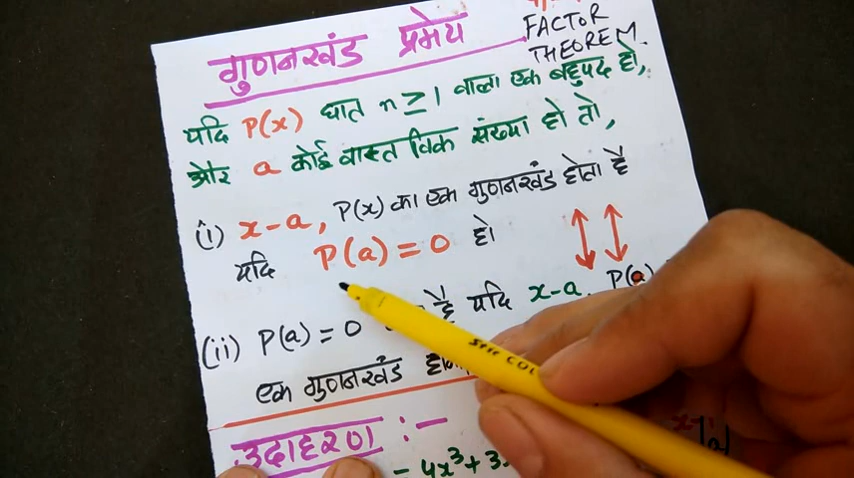 गुणनखंड प्रमेय
FACTOR
THEOREM.
यदि P(x) घात n ≥ 1 वाला एक बहुपद हो,
और a कोई वास्तविक संख्या हो तो,
(i) x-a, P(x) का एक गुणनखंड होता है
यदि P(a) = 0 हो
(ii) P(a) = 0 है यदि x-a, P(a)
एक गुणनखंड
उदाहरण :-
- 4x³ + 3